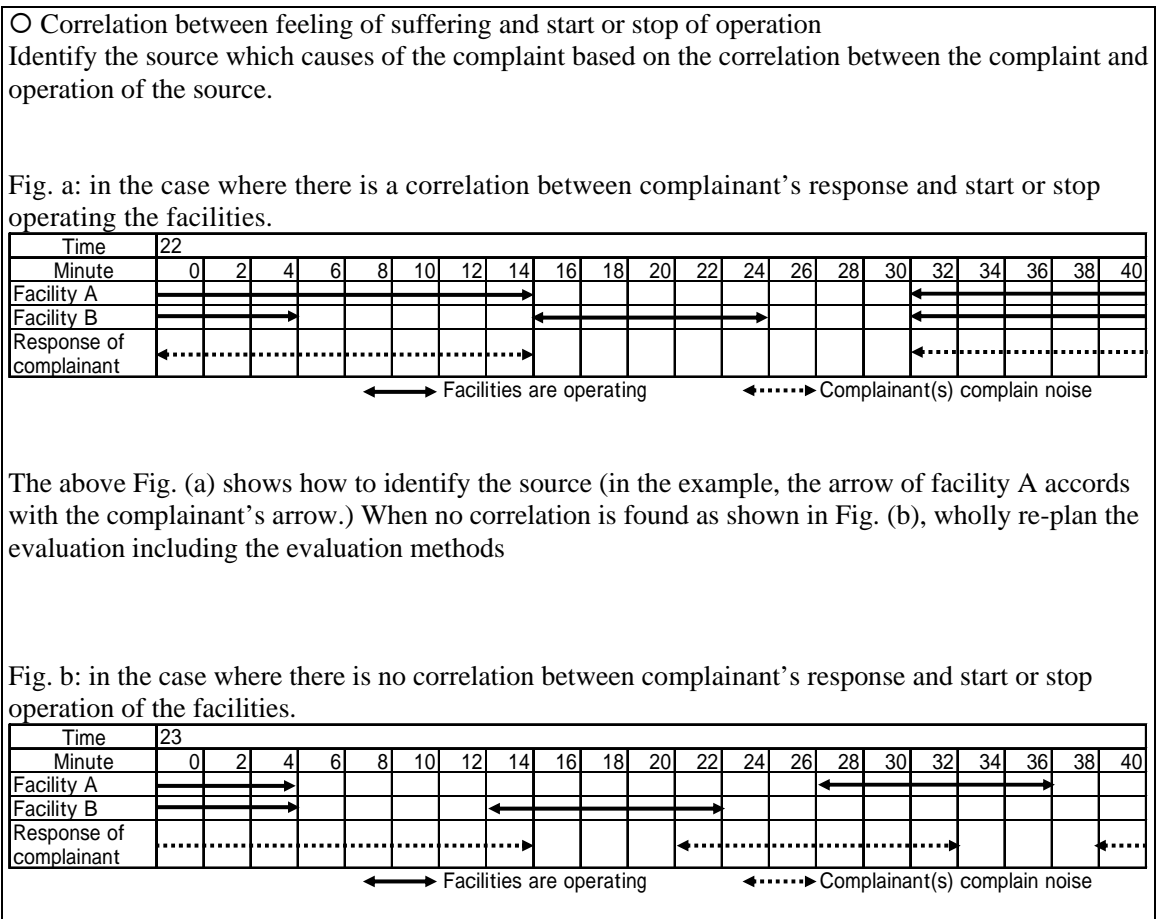 ○ Correlation between feeling of suffering and start or stop of operation
Identify the source which causes of the complaint based on the correlation between the complaint and
operation of the source.
Fig. a: in the case where there is a correlation between complainant's response and start or stop
operating the facilities.
Time 22
Minute 0 2 4 6 8 10 12 14 16 18 20 22 24 26 28 30 32 34 36 38 40
Facility A
Facility B
Response of
complainant
Facilities are operating Complainant(s) complain noise
The above Fig. (a) shows how to identify the source (in the example, the arrow of facility A accords
with the complainant's arrow.) When no correlation is found as shown in Fig. (b), wholly re-plan the
evaluation including the evaluation methods
Fig. b: in the case where there is no correlation between complainant's response and start or stop
operation of the facilities.
Time 23
Minute 0 2 4 6 8 10 12 14 16 18 20 22 24 26 28 30 32 34 36 38 40
Facility A
Facility B
Response of
complainant
Facilities are operating Complainant(s) complain noise